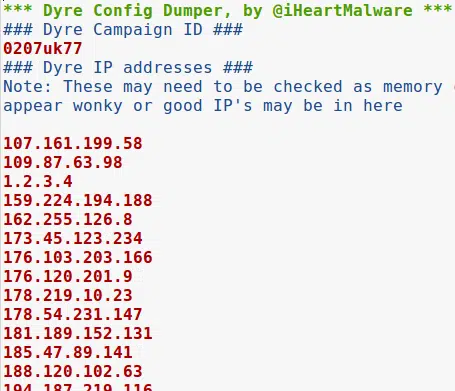 *** Dyre Config Dumper, by @iHeartMalware ***
### Dyre Campaign ID ###
0207uk77
### Dyre IP addresses ###
Note: These may need to be checked as memory
appear wonky or good IP's may be in here
107.161.199.58
109.87.63.98
1.2.3.4
159.224.194.188
162.255.126.8
173.45.123.234
176.103.203.166
176.120.201.9
178.219.10.23
178.54.231.147
181.189.152.131
185.47.89.141
188.120.102.63
194.187.219.116